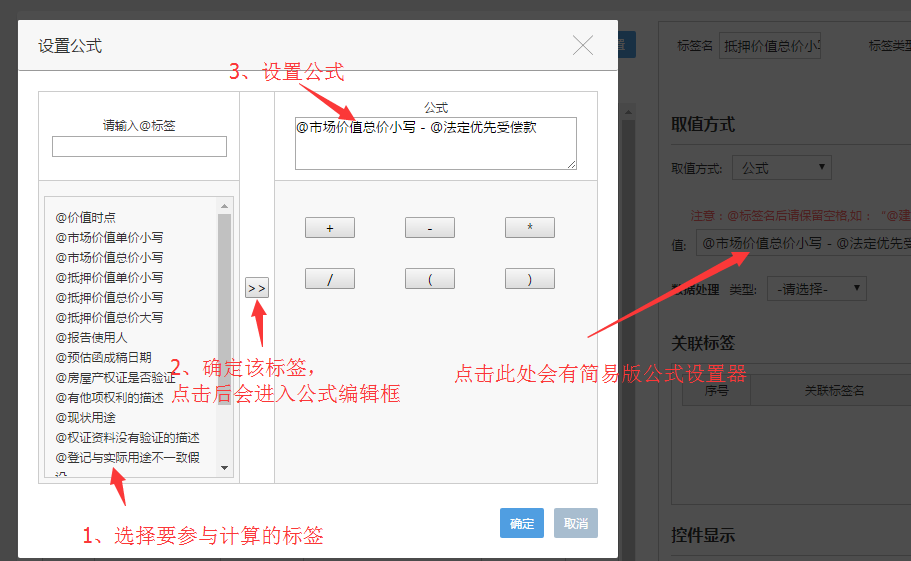 设置公式
3、设置公式
请输入@标签
公式
@市场价值总价小写 - @法定优先受偿款
@价值时点
@市场价值单价小写
@市场价值总价小写
@抵押价值单价小写
@抵押价值总价小写
@抵押价值总价大写
@报告使用人
@预估函成稿日期
@房屋产权证是否验证
@有他项权利的描述
@现状用途
@权证资料没有验证的描述
@登记与实际用途不一致假
设
>>
+ - *
/ ( )
2、确定该标签，
点击后会进入公式编辑框
1、选择要参与计算的标签
确定 取消
标签名 抵押价值总价小 标签类型
取值方式
取值方式: 公式
注意：@标签名后请保留空格,如："@建
值: @市场价值总价小写 - @法定优先受
数据处理 类型: -请选择-
点击此处会有简易版公式设置器
关联标签
序号 关联标签名
控件显示